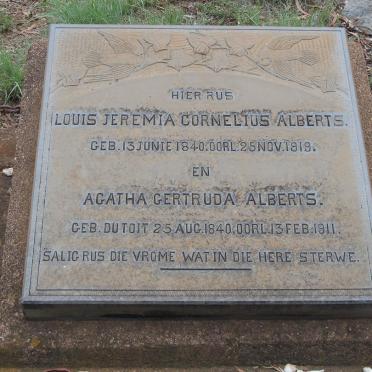 HIER RUS
LOUIS JEREMIA CORNELIUS ALBERTS.
GEB. 13 JUNIE 1840. OORL. 25 NOV. 1919.
EN
AGATHA GERTRUDA ALBERTS.
GEB. DU TOIT 25 AUG. 1840. OORL. 13 FEB. 1911.
SALIG RUS DIE VROME WAT IN DIE HERE STERWE.